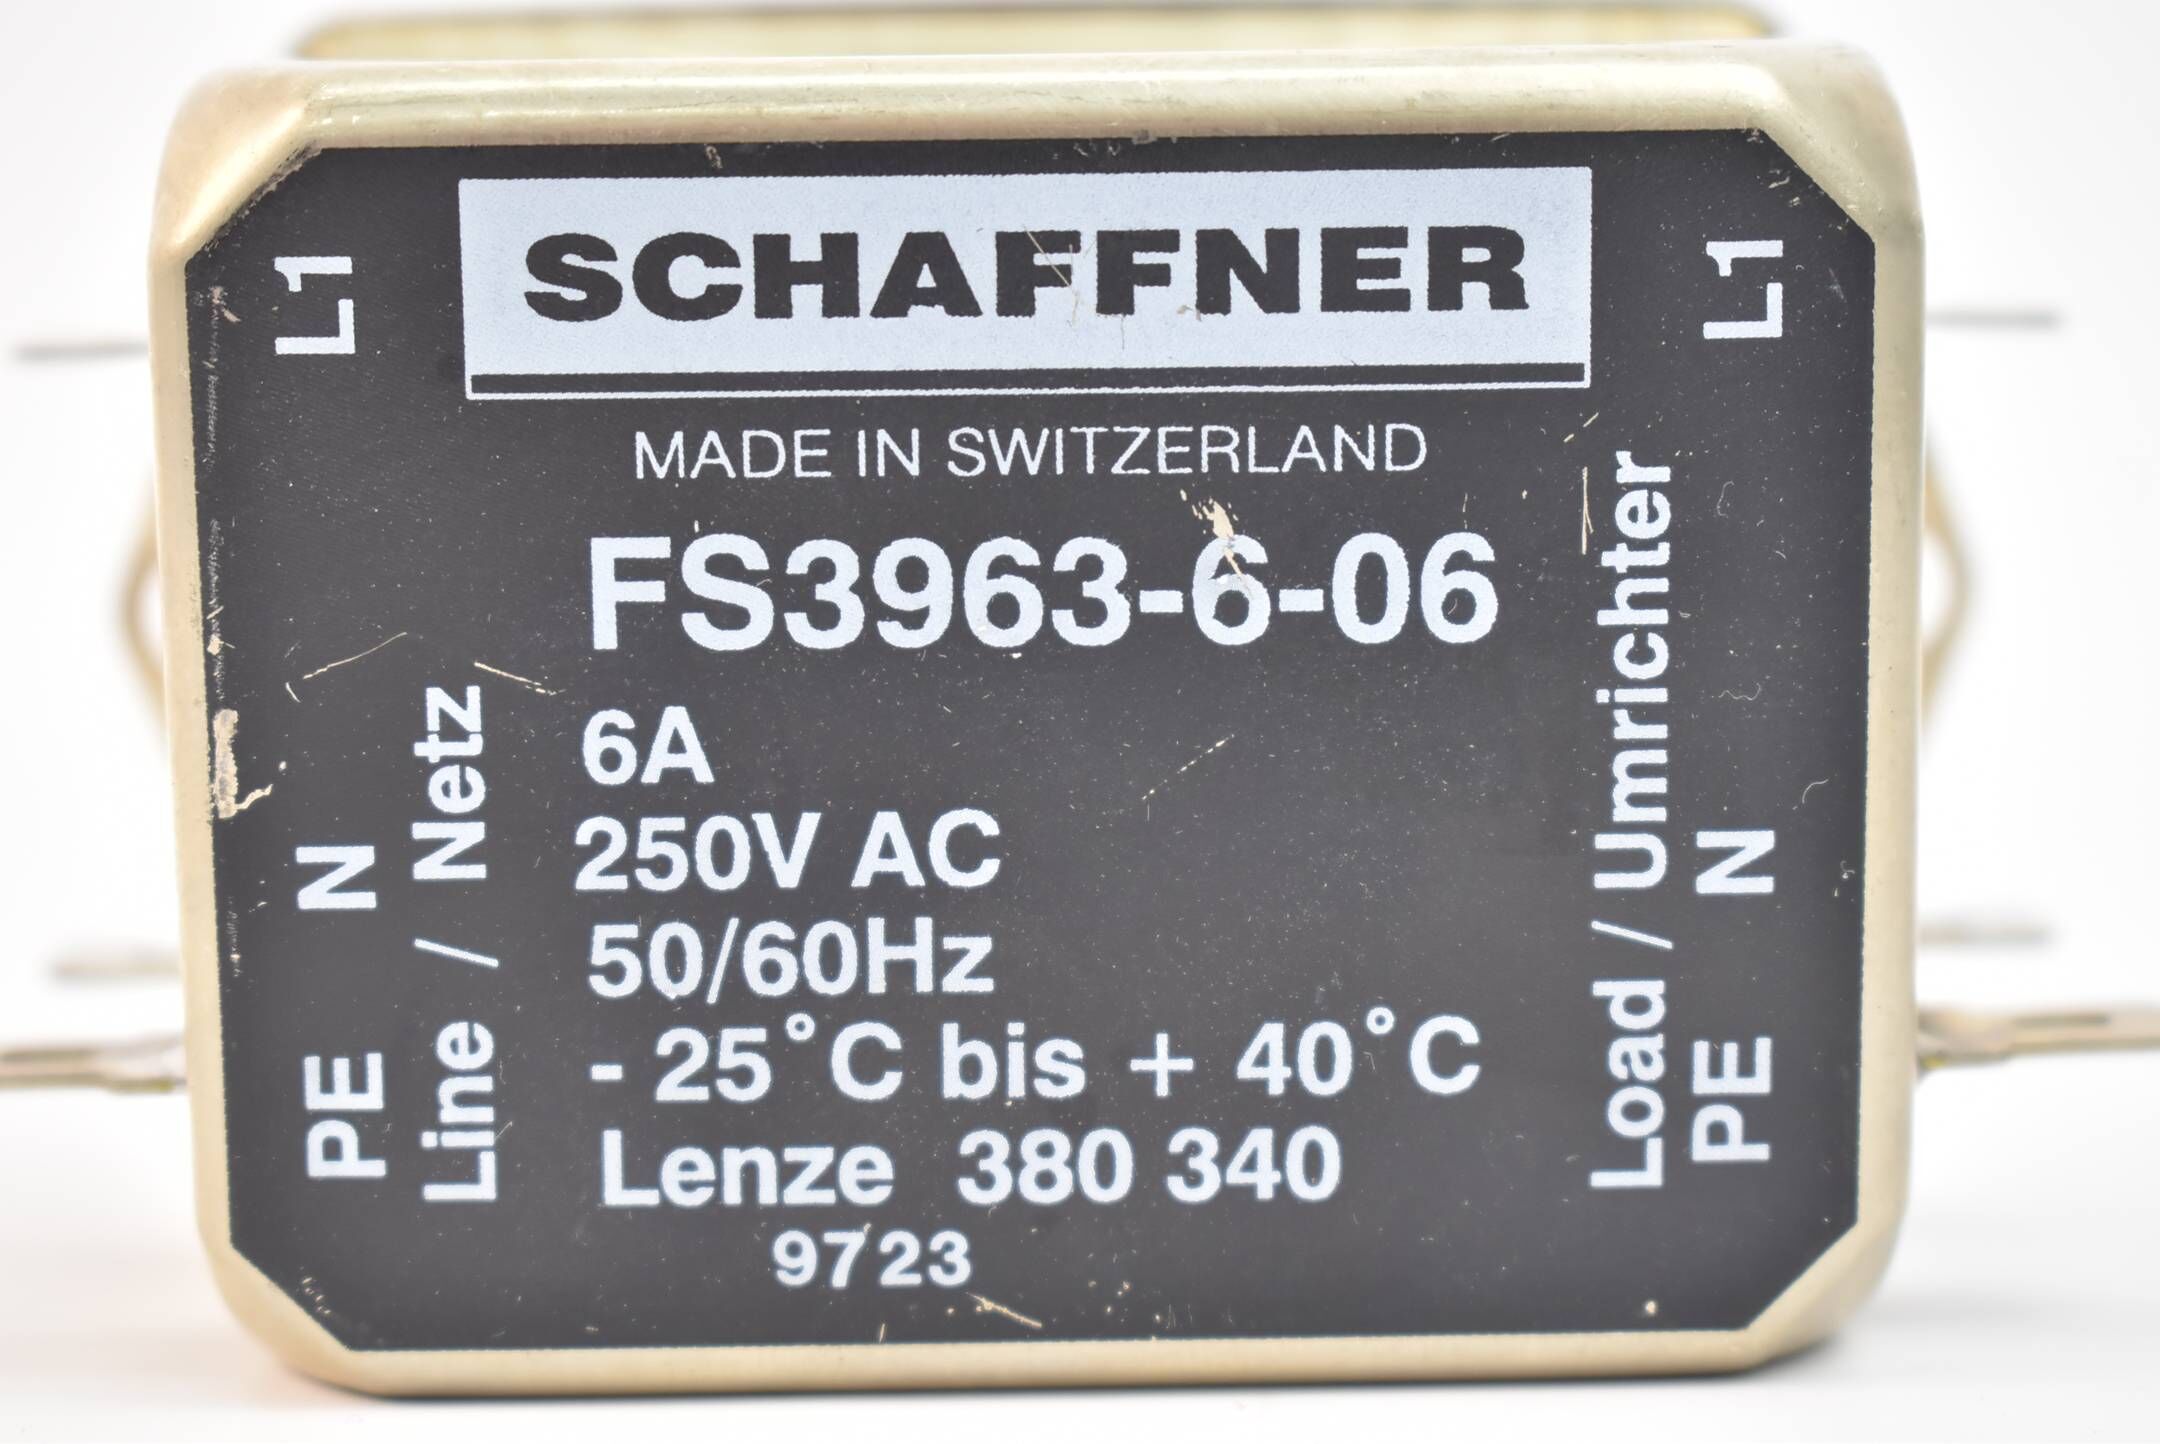 SCHAFFNER
MADE IN SWITZERLAND
FS3963-6-06
6A
250V AC
50/60Hz
- 25°C bis + 40°C
Lenze 380 340
9723
L1
PE N
Line / Netz
Load / Umrichter
L1
PE N